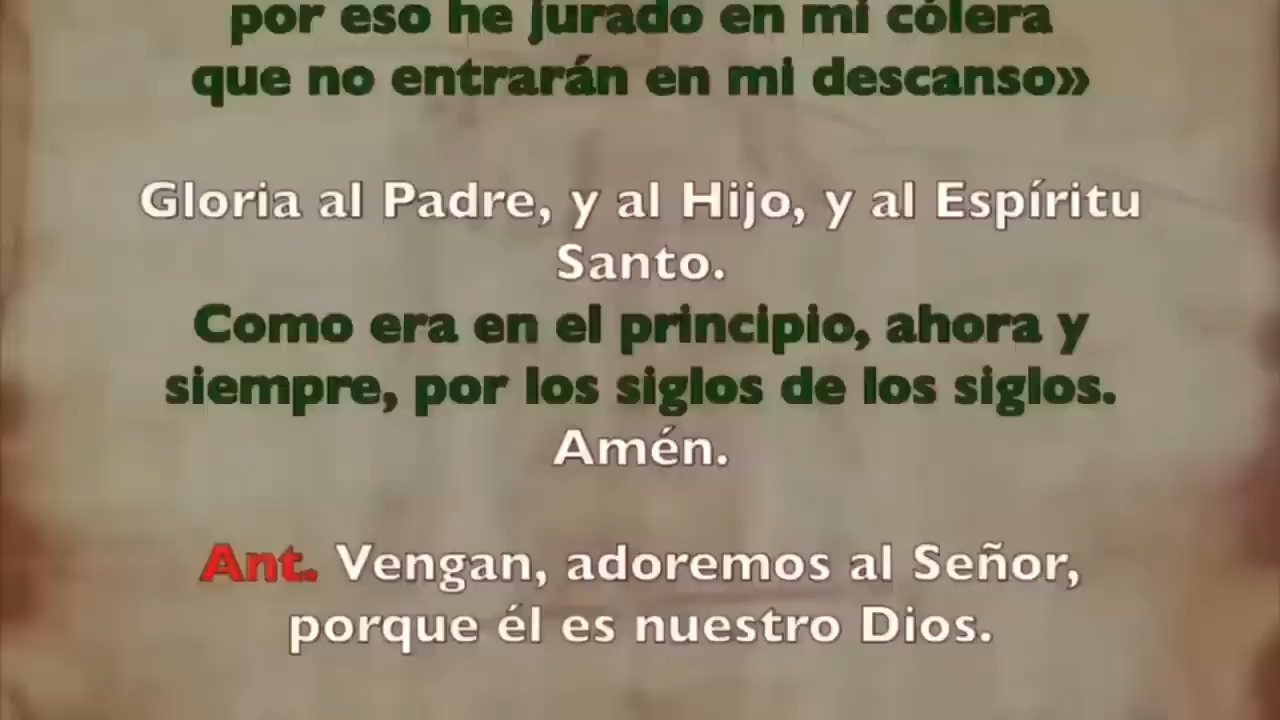 por eso he jurado en mi cólera
que no entrarán en mi descanso»
Gloria al Padre, y al Hijo, y al Espíritu
Santo.
Como era en el principio, ahora y
siempre, por los siglos de los siglos.
Amén.
Ant. Vengan, adoremos al Señor,
porque él es nuestro Dios.